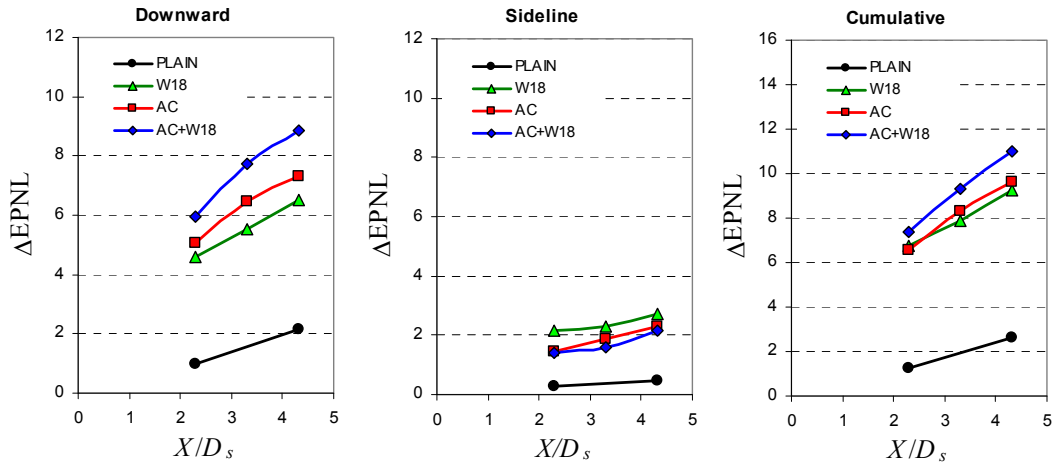 Downward
12
10
8
6
4
2
0
ΔEPNL
PLAIN
W18
AC
AC+W18
0 1 2 3 4 5
X/D s
Sideline
12
10
8
6
4
2
0
ΔEPNL
PLAIN
W18
AC
AC+W18
0 1 2 3 4 5
X/D s
Cumulative
16
14
12
10
8
6
4
2
0
ΔEPNL
PLAIN
W18
AC
AC+W18
0 1 2 3 4 5
X/D s